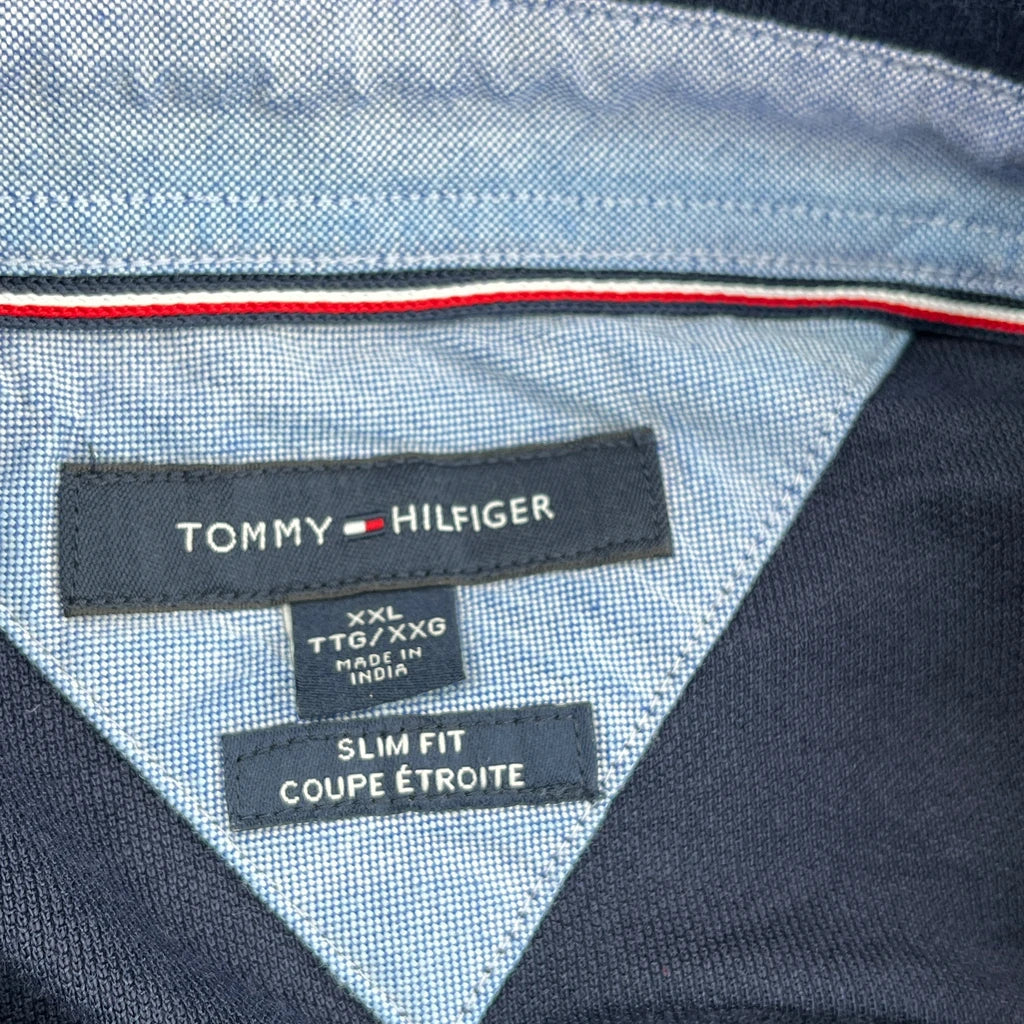 TOMMY HILFIGER
XXL
TTG/XXG
MADE IN
INDIA
SLIM FIT
COUPE ÉTROITE